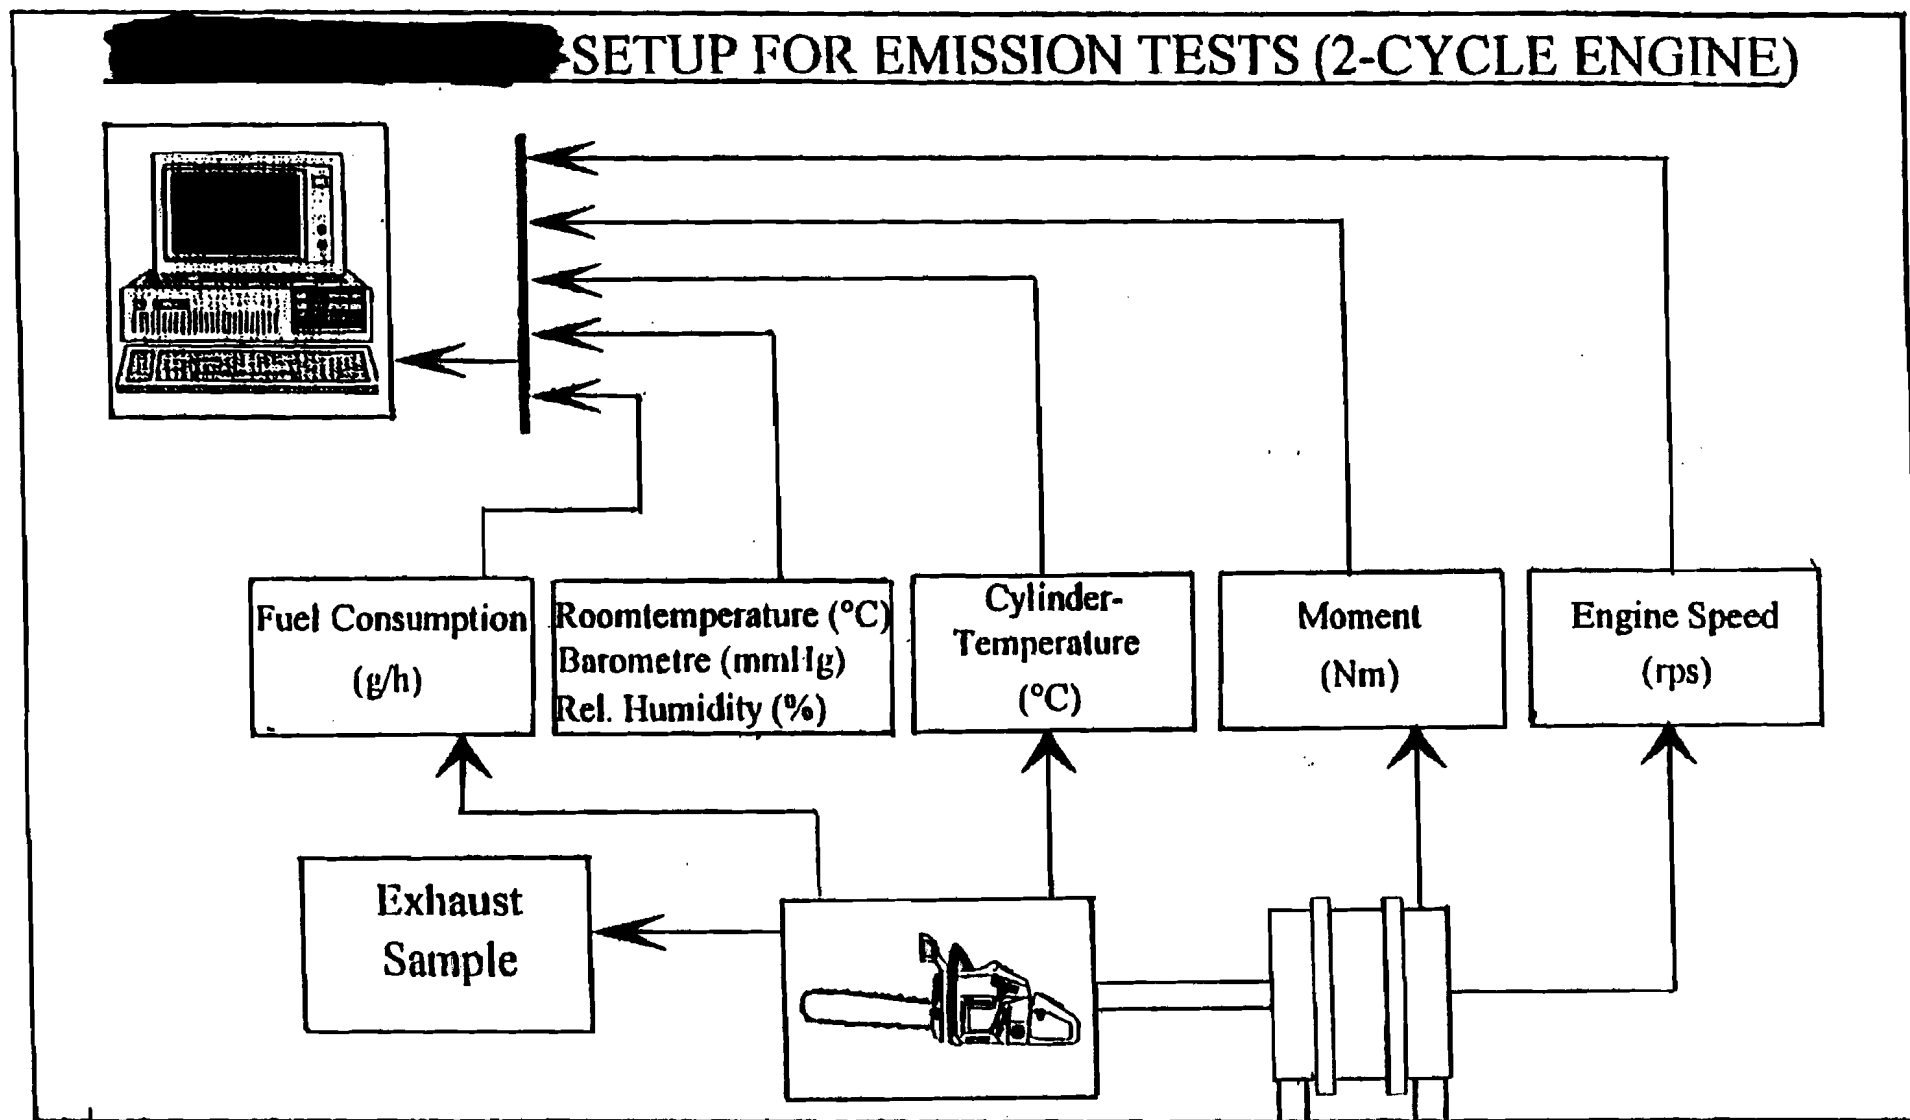 -SETUP FOR EMISSION TESTS (2-CYCLE ENGINE)
Fuel Consumption
(g/h)
Roomtemperature (°C)
Barometre (mmHg)
Rel. Humidity (%)
Cylinder-
Temperature
(°C)
Moment
(Nm)
Engine Speed
(rps)
Exhaust
Sample